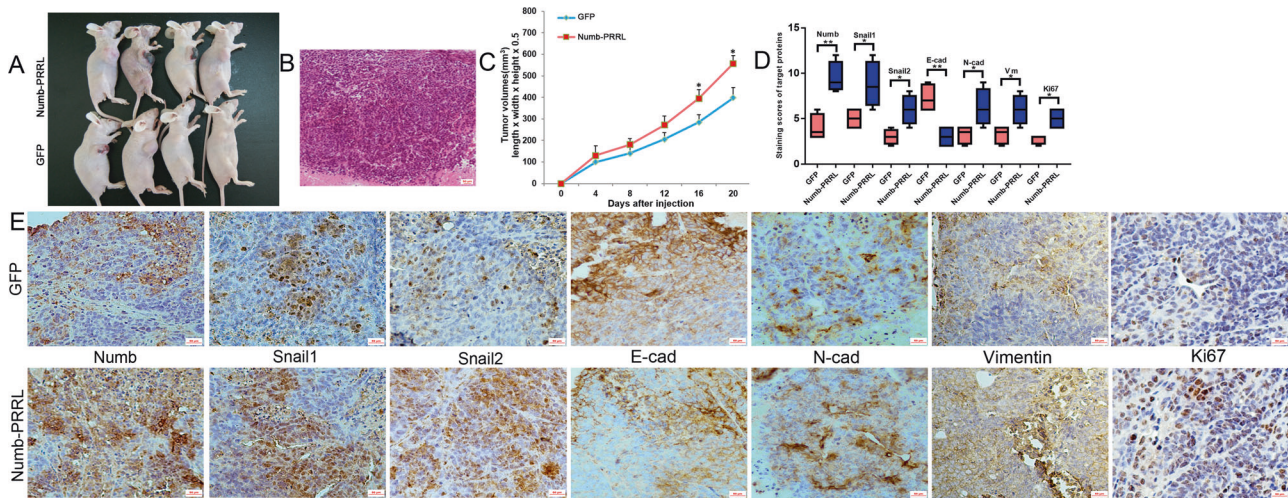 A
Numb-PRRL
GFP
B
C
GFP
Numb-PRRL
Tumor volumes(mm³)
length x width x height x 0.5
800
700
600
500
400
300
200
100
0
0 4 8 12 16 20
Days after injection
* *
D
Staining scores of target proteins
15
10
5
0
Numb
**
Snail1
*
Snail2
*
E-cad
**
N-cad
*
Vm
*
Ki67
*
GFP
Numb-PRRL
GFP
Numb-PRRL
GFP
Numb-PRRL
GFP
Numb-PRRL
GFP
Numb-PRRL
GFP
Numb-PRRL
GFP
Numb-PRRL
E
GFP
Numb Snail1 Snail2 E-cad N-cad Vimentin Ki67
Numb-PRRL